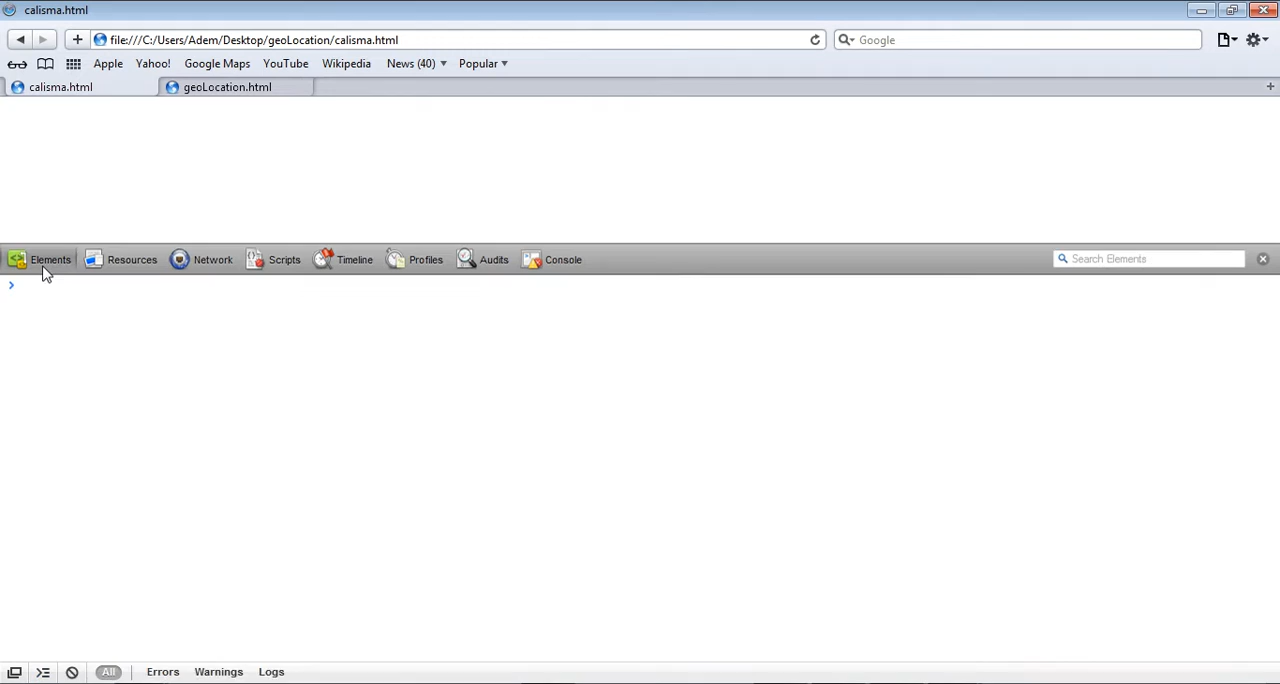 calisma.html
file:///C:/Users/Adem/Desktop/geoLocation/calisma.html Google
Apple Yahoo! Google Maps YouTube Wikipedia News (40) Popular
calisma.html geoLocation.html
Elements Resources Network Scripts Timeline Profiles Audits Console Search Elements
All Errors Warnings Logs